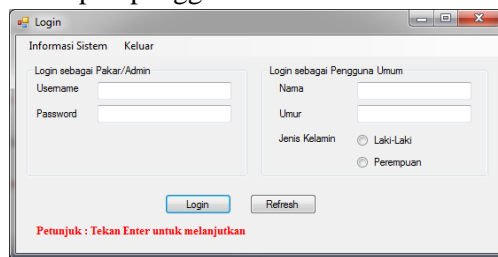 Login
Informasi Sistem Keluar
Login sebagai Pakar/Admin
Username
Password
Login sebagai Pengguna Umum
Nama
Umur
Jenis Kelamin
Laki-Laki
Perempuan
Login Refresh
Petunjuk : Tekan Enter untuk melanjutkan